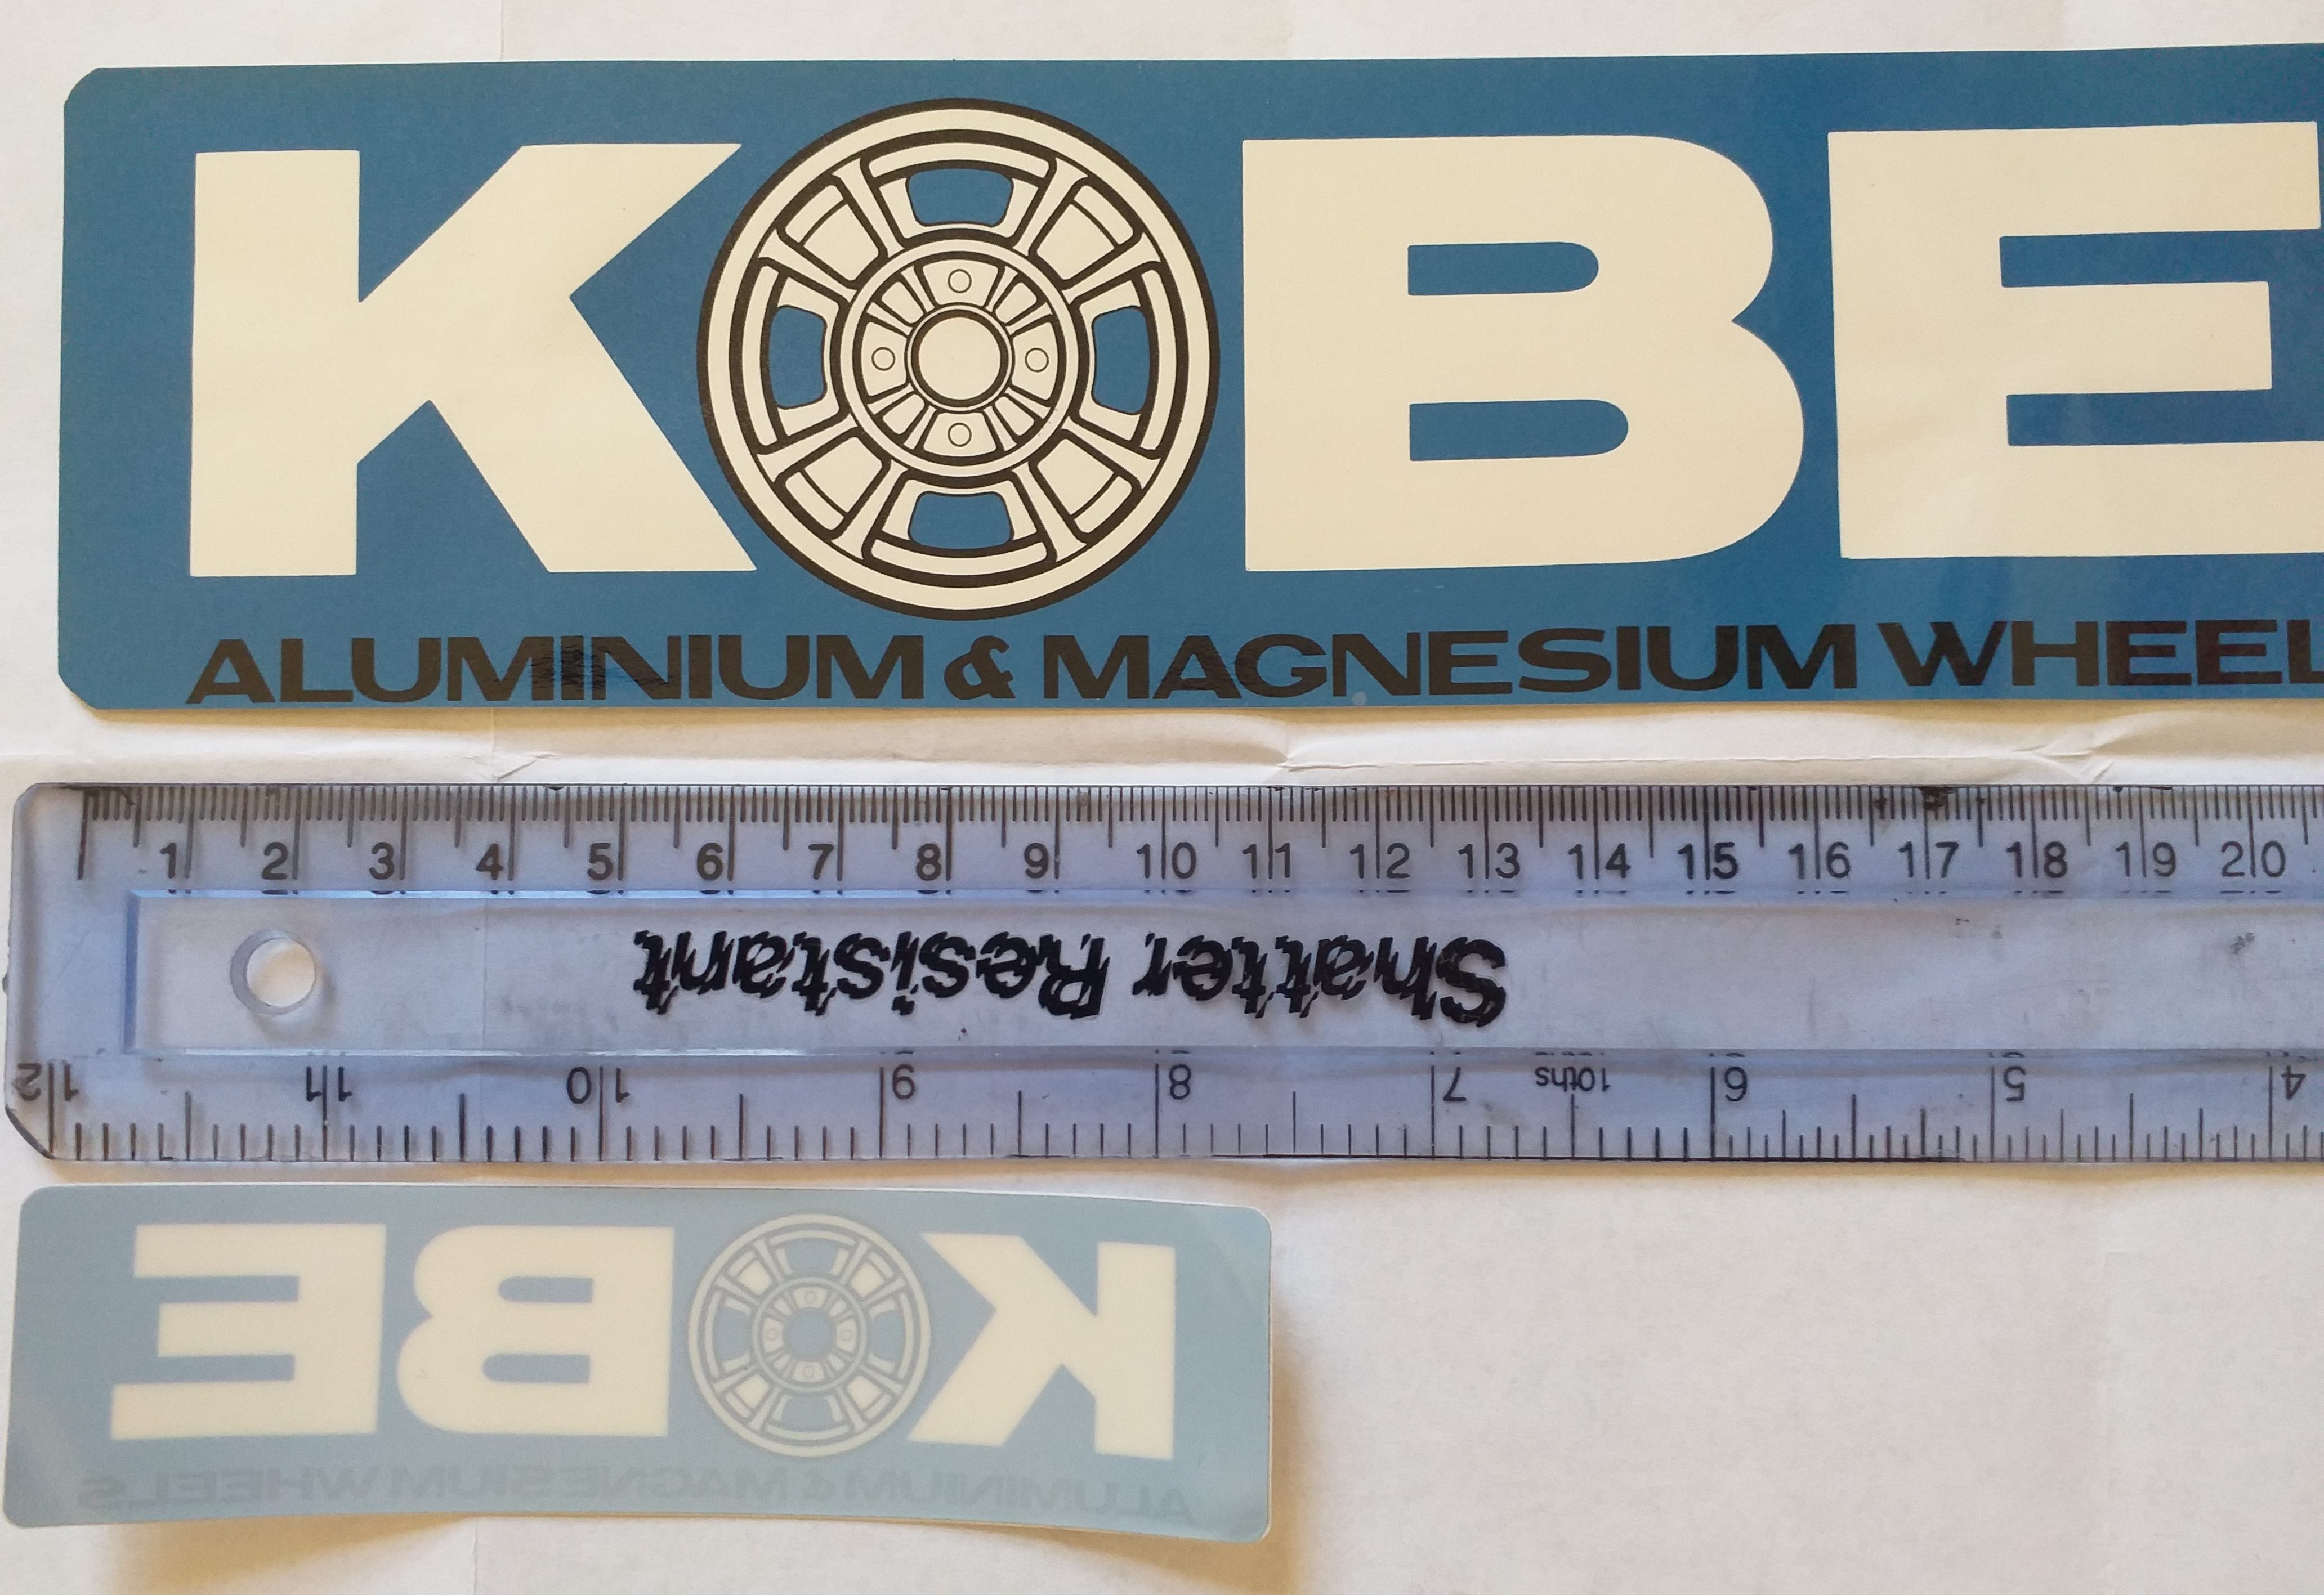 KOBE
ALUMINIUM & MAGNESIUM WHEEL
1 2 3 4 5 6 7 8 9 10 11 12 13 14 15 16 17 18 19 20
Shatter Resistant
12 11 10 9 8 7 10ths 6 5 4
KOBE
ALUMINIUM & MAGNESIUM WHEELS